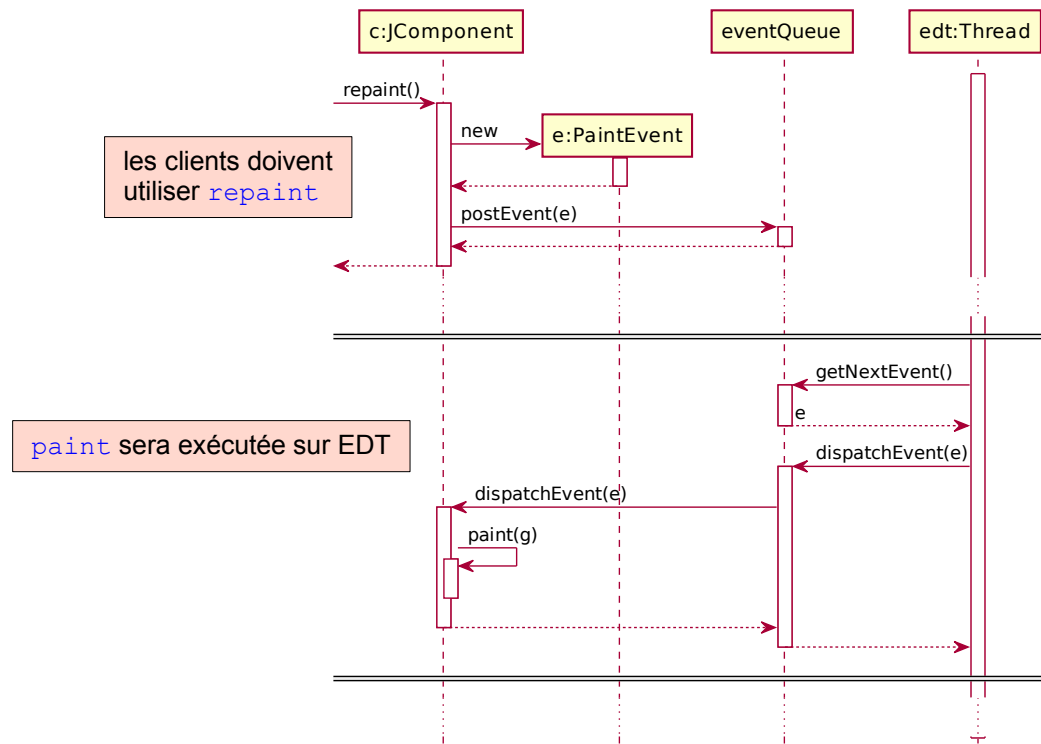 c:JComponent
eventQueue
edt:Thread
repaint()
new
e:PaintEvent
les clients doivent
utiliser repaint
postEvent(e)
getNextEvent()
e
paint sera exécutée sur EDT
dispatchEvent(e)
dispatchEvent(e)
paint(g)